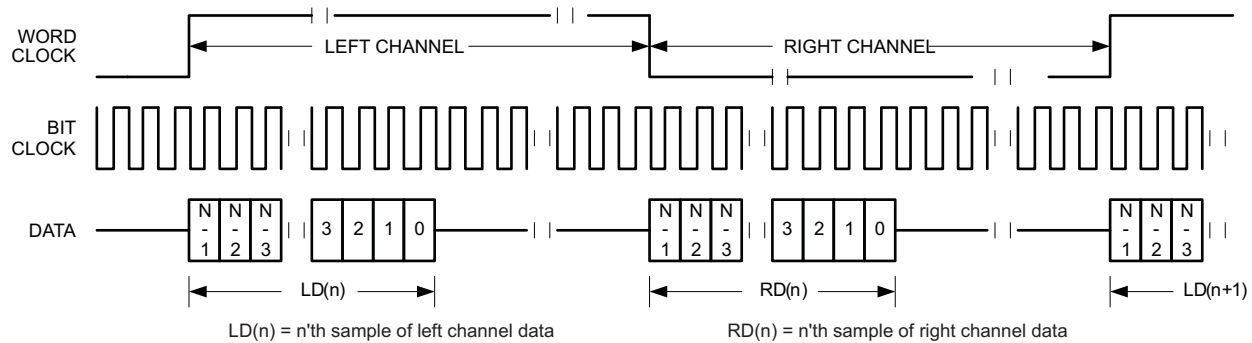 WORD
CLOCK
LEFT CHANNEL
RIGHT CHANNEL
BIT
CLOCK
DATA
N-1 N-2 N-3 3 2 1 0 N-1 N-2 N-3 3 2 1 0 N-1 N-2 N-3
LD(n) RD(n) LD(n+1)
LD(n) = n'th sample of left channel data
RD(n) = n'th sample of right channel data